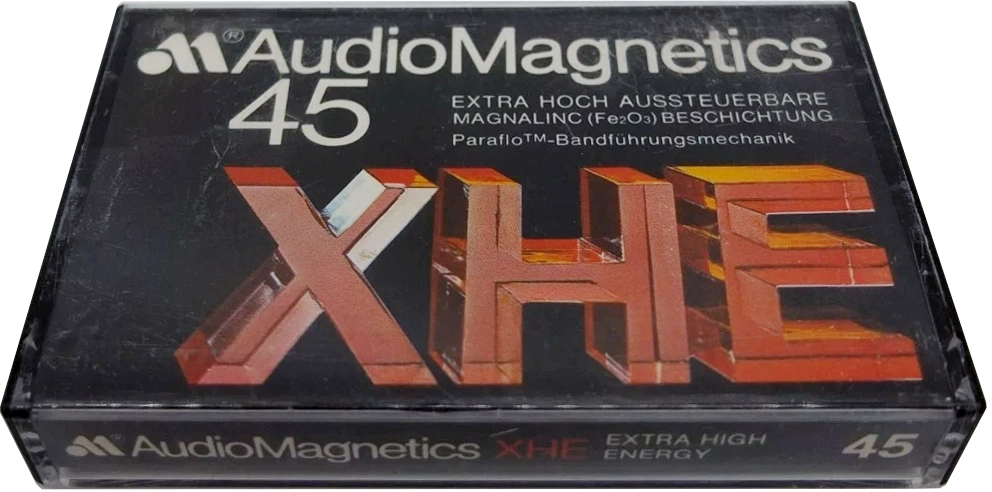 ® AudioMagnetics
45
EXTRA HOCH AUSSTEUERBARE
MAGNALINC (Fe₂O₃) BESCHICHTUNG
Paraflo™-Bandführungsmechanik
XHE
® AudioMagnetics XHE EXTRA HIGH
ENERGY
45